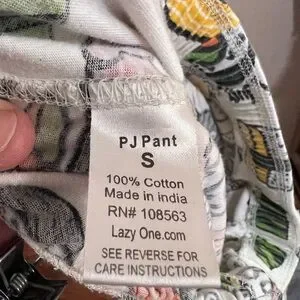 PJ Pant
S
100% Cotton
Made in india
RN# 108563
Lazy One.com
SEE REVERSE FOR
CARE INSTRUCTIONS